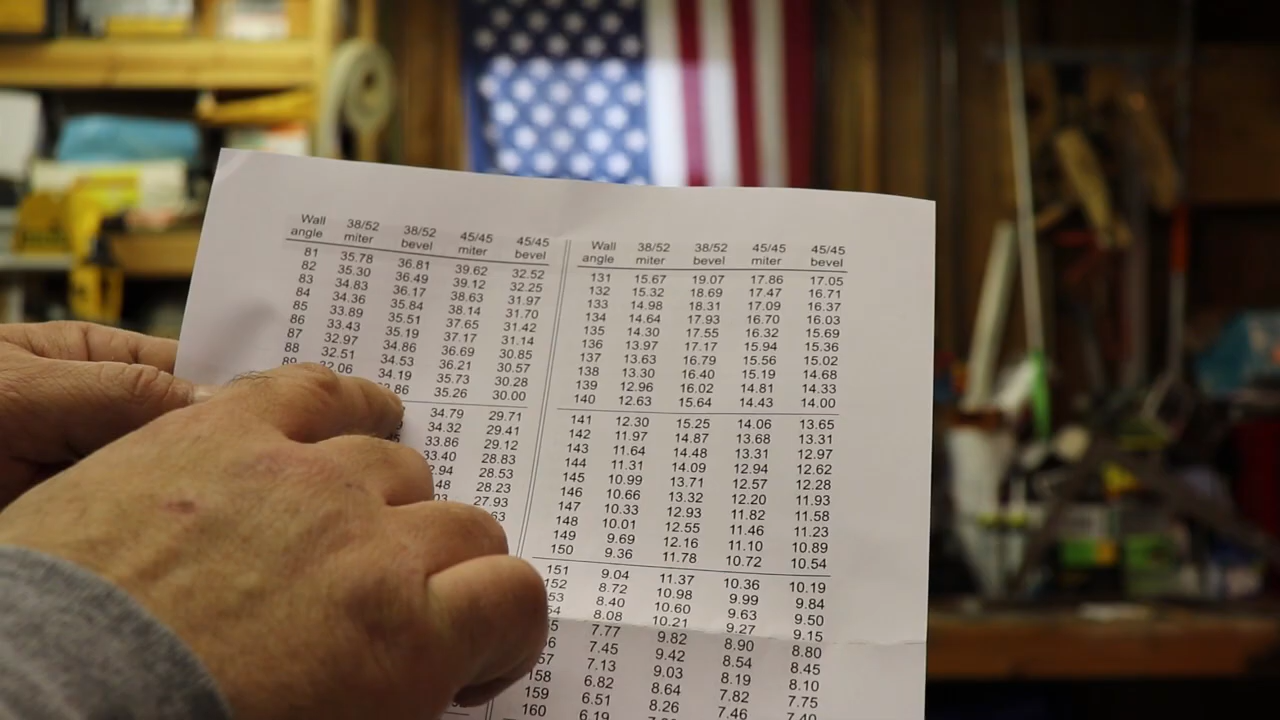 Wall 38/52 38/52 45/45 45/45
angle miter bevel miter bevel
81 35.78 36.81 39.62 32.52
82 35.30 36.49 39.12 32.25
83 34.83 36.17 38.63 31.97
84 34.36 35.84 38.14 31.70
85 33.89 35.51 37.65 31.42
86 33.43 35.19 37.17 31.14
87 32.97 34.86 36.69 30.85
88 32.51 34.53 36.21 30.57
89 32.06 34.19 35.73 30.28
35.26 30.00
34.79 29.71
34.32 29.41
33.86 29.12
33.40 28.83
28.53
28.23
27.93
Wall 38/52 38/52 45/45 45/45
angle miter bevel miter bevel
131 15.67 19.07 17.86 17.05
132 15.32 18.69 17.47 16.71
133 14.98 18.31 17.09 16.37
134 14.64 17.93 16.70 16.03
135 14.30 17.55 16.32 15.69
136 13.97 17.17 15.94 15.36
137 13.63 16.79 15.56 15.02
138 13.30 16.40 15.19 14.68
139 12.96 16.02 14.81 14.33
140 12.63 15.64 14.43 14.00
141 12.30 15.25 14.06 13.65
142 11.97 14.87 13.68 13.31
143 11.64 14.48 13.31 12.97
144 11.31 14.09 12.94 12.62
145 10.99 13.71 12.57 12.28
146 10.66 13.32 12.20 11.93
147 10.33 12.93 11.82 11.58
148 10.01 12.55 11.46 11.23
149 9.69 12.16 11.10 10.89
150 9.36 11.78 10.72 10.54
151 9.04 11.37 10.36 10.19
152 8.72 10.98 9.99 9.84
8.40 10.60 9.63 9.50
8.08 10.21 9.27 9.15
7.77 9.82 8.90 8.80
7.45 9.42 8.54 8.45
7.13 9.03 8.19 8.10
158 6.82 8.64 7.82 7.75
159 6.51 8.26 7.46 7.40
160 6.19